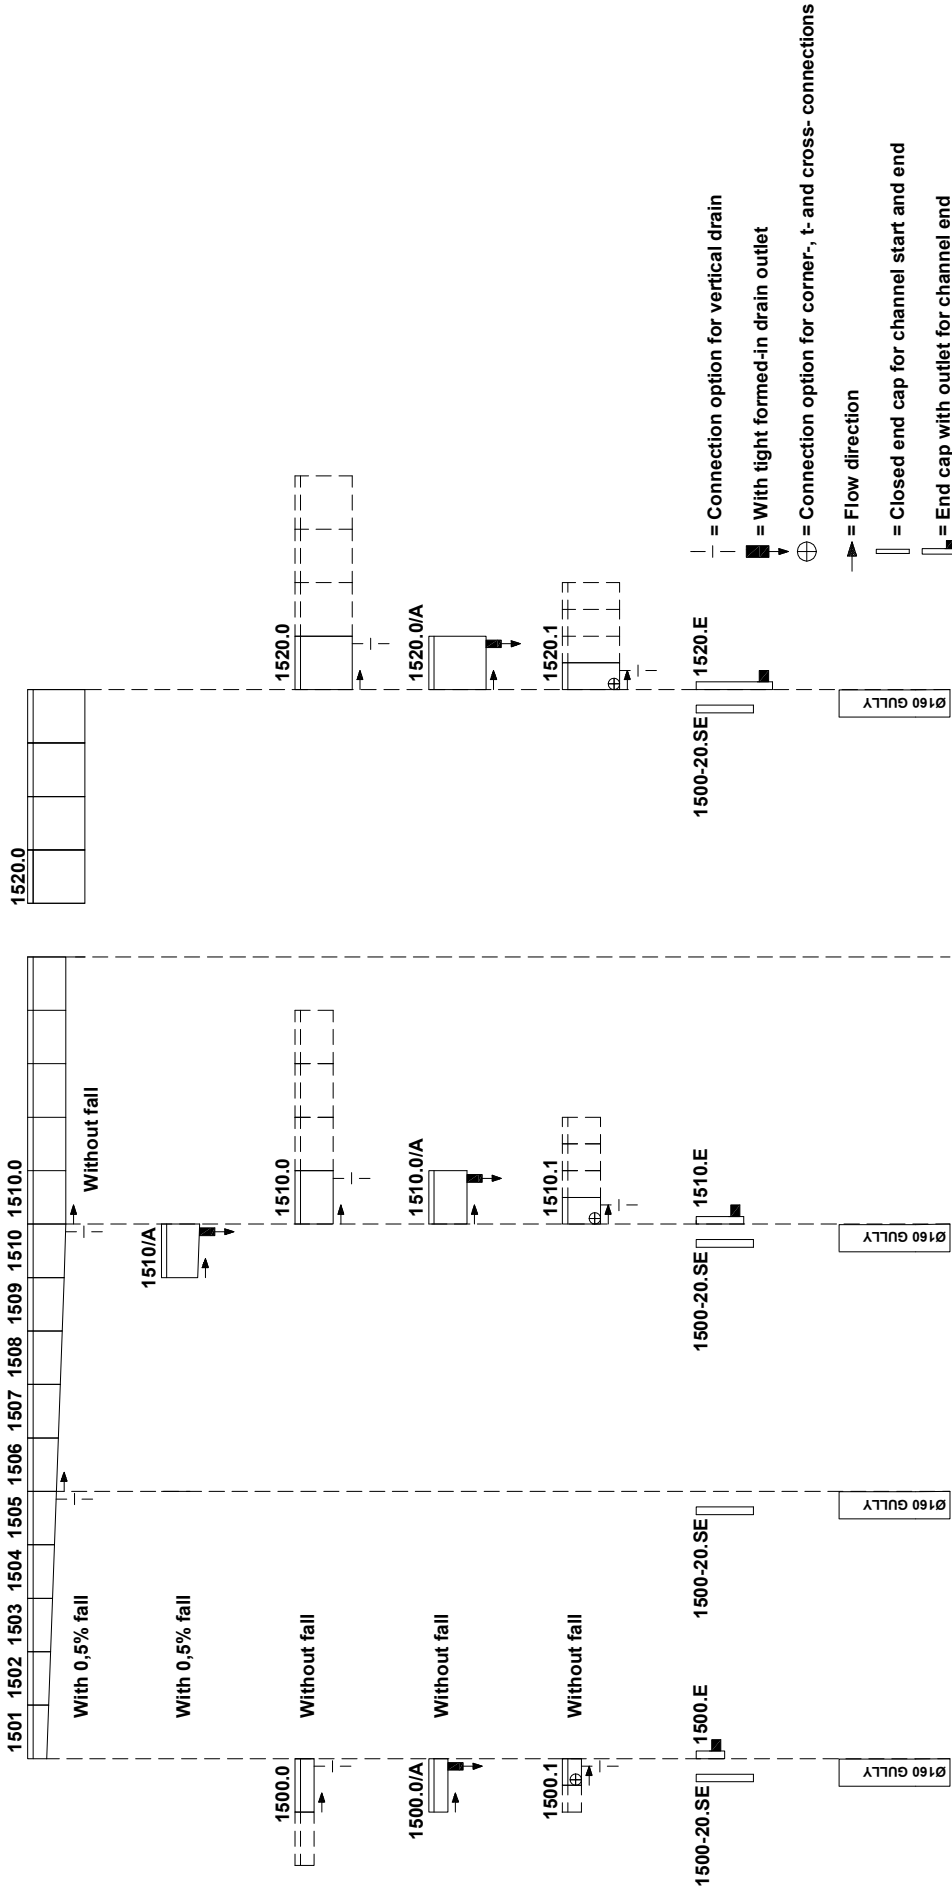 1501 1502 1503 1504 1505 1506 1507 1508 1509 1510 1510.0
1520.0
With 0,5% fall
Without fall
With 0,5% fall
1510/A
1500.0
Without fall
1510.0
1520.0
1500.0/A
Without fall
1510.0/A
1520.0/A
1500.1
Without fall
1510.1
1520.1
1500-20.SE
1500.E
1500-20.SE
1500-20.SE
1510.E
1500-20.SE
1520.E
Ø160 GULLY
Ø160 GULLY
Ø160 GULLY
Ø160 GULLY
= Connection option for vertical drain
= With tight formed-in drain outlet
= Connection option for corner-, t- and cross- connections
= Flow direction
= Closed end cap for channel start and end
= End cap with outlet for channel end